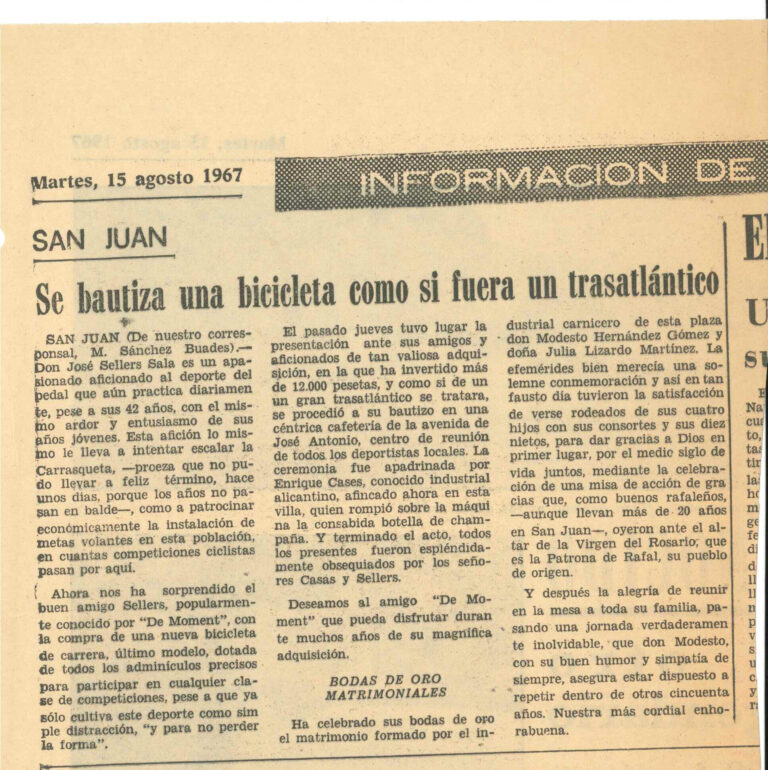 Martes, 15 agosto 1967
INFORMACION DE
SAN JUAN
Se bautiza una bicicleta como si fuera un trasatlántico
SAN JUAN (De nuestro corres-
ponsal, M. Sánchez Buades).—
Don José Sellers Sala es un apa-
sionado aficionado al deporte del
pedal que aún practica diariamen
te, pese a sus 42 años, con el mis-
mo ardor y entusiasmo de sus
años jóvenes. Esta afición lo mis-
mo le lleva a intentar escalar la
Carrasqueta, —proeza que no pu-
do llevar a feliz término, hace
unos días, porque los años no pa-
san en balde—, como a patrocinar
económicamente la instalación de
metas volantes en esta población,
en cuantas competiciones ciclistas
pasan por aquí.
Ahora nos ha sorprendido el
buen amigo Sellers, popularmen-
te conocido por "De Moment", con
la compra de una nueva bicicleta
de carrera, último modelo, dotada
de todos los adminículos precisos
para participar en cualquier cla-
se de competiciones, pese a que ya
sólo cultiva este deporte como sim
ple distracción, "y para no perder
la forma".
El pasado jueves tuvo lugar la
presentación ante sus amigos y
aficionados de tan valiosa adqui-
sición, en la que ha invertido más
de 12.000 pesetas, y como si de un
un gran trasatlántico se tratara,
se procedió a su bautizo en una
céntrica cafetería de la avenida de
José Antonio, centro de reunión
de todos los deportistas locales. La
ceremonia fue apadrinada por
Enrique Cases, conocido industrial
alicantino, afincado ahora en esta
villa, quien rompió sobre la máqui
na la consabida botella de cham-
paña. Y terminado el acto, todos
los presentes fueron espléndida-
mente obsequiados por los seño-
res Casas y Sellers.
Deseamos al amigo "De Mo-
ment" que pueda disfrutar duran
te muchos años de su magnífica
adquisición.
BODAS DE ORO
MATRIMONIALES
Ha celebrado sus bodas de oro
el matrimonio formado por el in-
dustrial carnicero de esta plaza
don Modesto Hernández Gómez y
doña Julia Lizardo Martínez. La
efemérides bien merecía una so-
lemne conmemoración y así en tan
fausto día tuvieron la satisfacción
de verse rodeados de sus cuatro
hijos con sus consortes y sus diez
nietos, para dar gracias a Dios en
primer lugar, por el medio siglo de
vida juntos, mediante la celebra-
ción de una misa de acción de gra
cias que, como buenos rafaleños,
—aunque llevan más de 20 años
en San Juan—, oyeron ante el al-
tar de la Virgen del Rosario, que
es la Patrona de Rafal, su pueblo
de origen.
Y después la alegría de reunir
en la mesa a toda su familia, pa-
sando una jornada verdaderamen
te inolvidable, que don Modesto,
con su buen humor y simpatía de
siempre, asegura estar dispuesto a
repetir dentro de otros cincuenta
años. Nuestra más cordial enho-
rabuena.